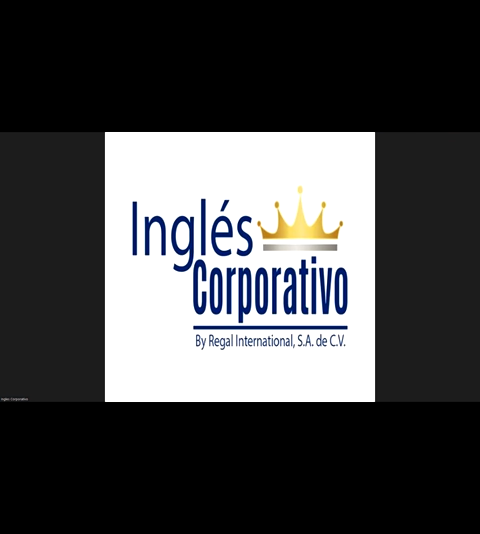 Inglés
Corporativo
By Regal International, S.A. de C.V.
Inglés Corporativo